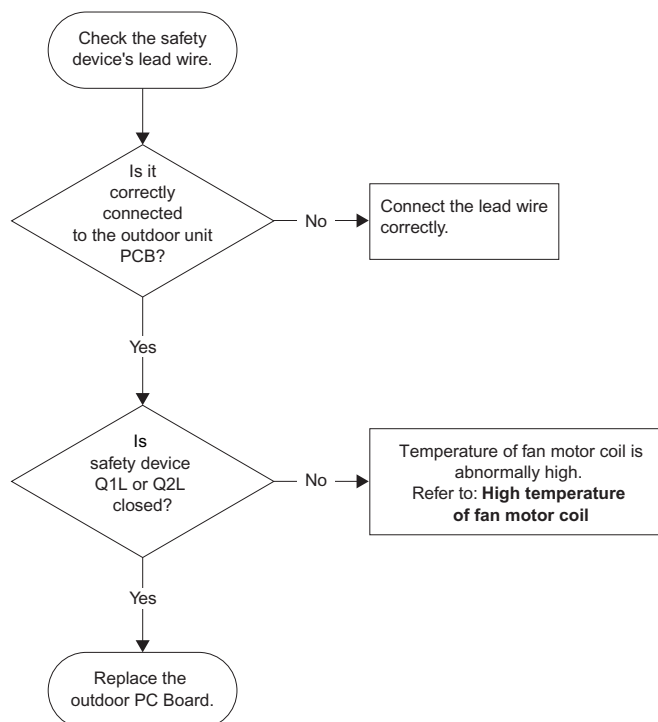 Check the safety
device's lead wire.
Is it
correctly
connected
to the outdoor unit
PCB?
No
Connect the lead wire
correctly.
Yes
Is
safety device
Q1L or Q2L
closed?
No
Temperature of fan motor coil is
abnormally high.
Refer to: High temperature
of fan motor coil
Yes
Replace the
outdoor PC Board.